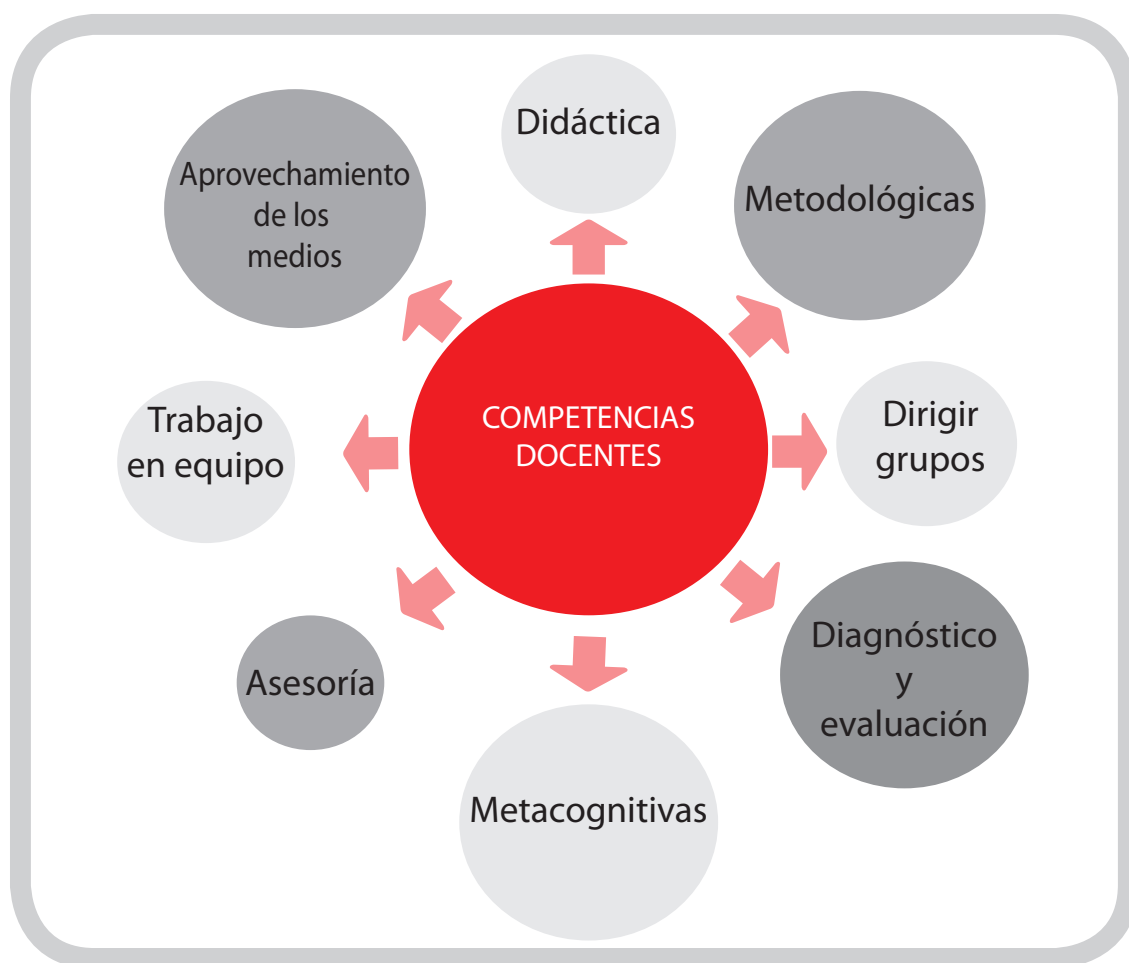 Didáctica
Aprovechamiento
de los
medios
Metodológicas
COMPETENCIAS
DOCENTES
Trabajo
en equipo
Dirigir
grupos
Asesoría
Diagnóstico
y
evaluación
Metacognitivas